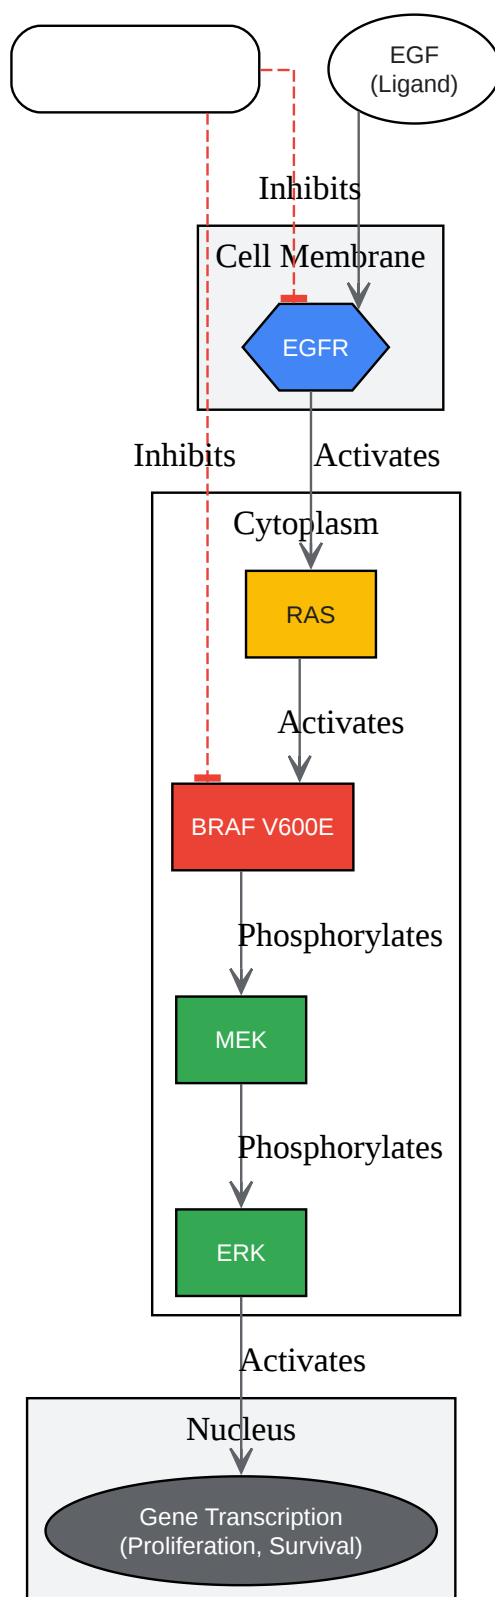 EGF
(Ligand)
Inhibits
Cell Membrane
EGFR
Inhibits
Activates
Cytoplasm
RAS
Activates
BRAF V600E
Phosphorylates
MEK
Phosphorylates
ERK
Activates
Nucleus
Gene Transcription
(Proliferation, Survival)